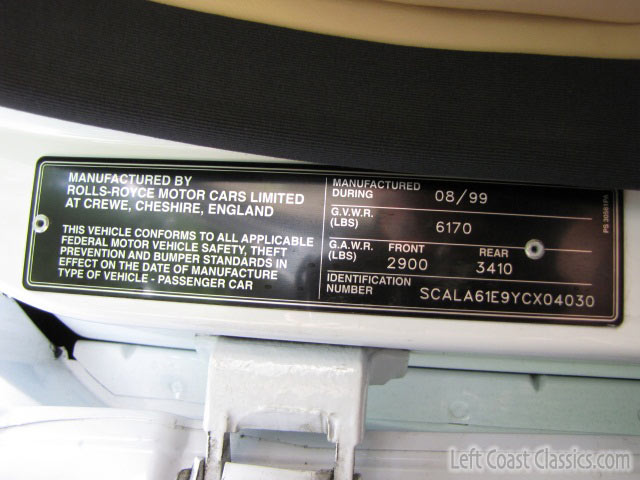 MANUFACTURED BY
ROLLS-ROYCE MOTOR CARS LIMITED
AT CREWE, CHESHIRE, ENGLAND
THIS VEHICLE CONFORMS TO ALL APPLICABLE
FEDERAL MOTOR VEHICLE SAFETY, THEFT
PREVENTION AND BUMPER STANDARDS IN
EFFECT ON THE DATE OF MANUFACTURE
TYPE OF VEHICLE - PASSENGER CAR
MANUFACTURED
DURING 08/99
G.V.W.R.
(LBS) 6170
G.A.W.R. FRONT REAR
(LBS) 2900 3410
IDENTIFICATION
NUMBER SCALA61E9YCX04030
Left Coast Classics.com